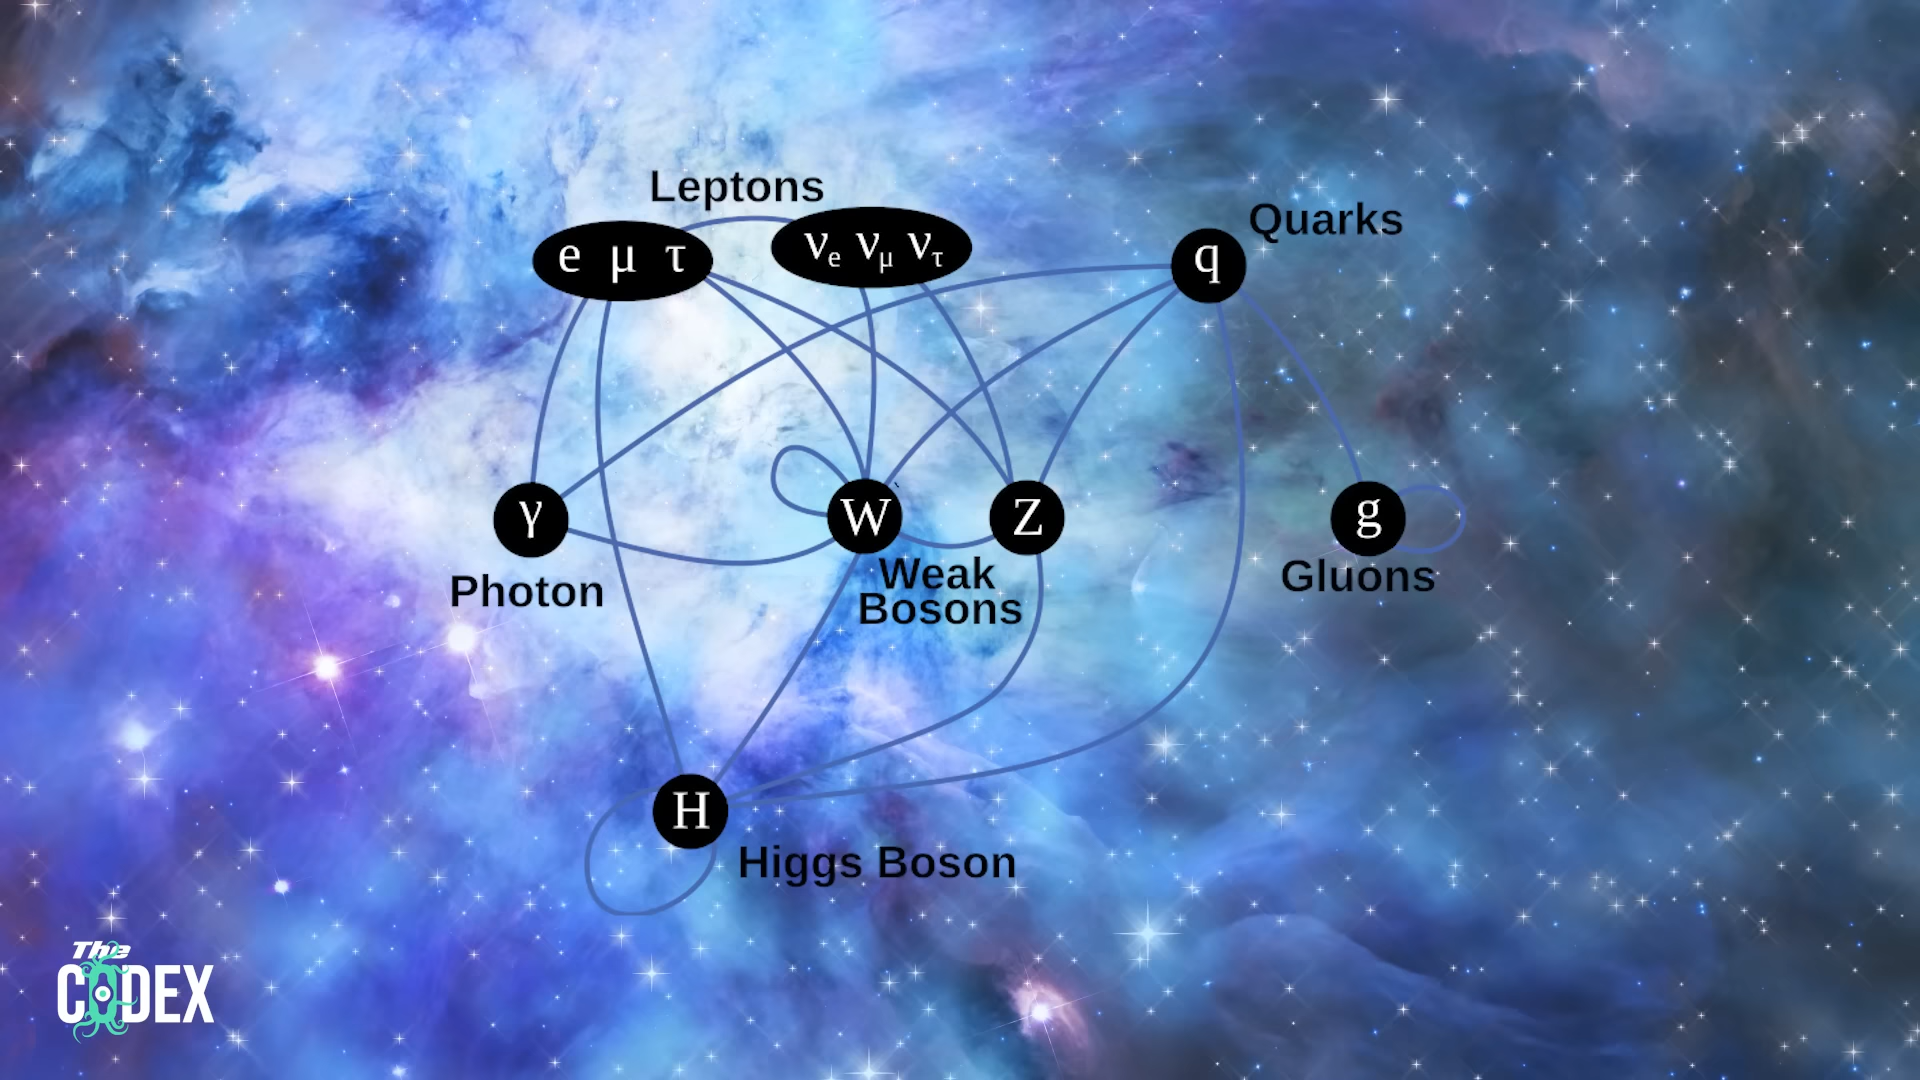 Leptons
Quarks
e μ τ
νe νμ ντ
q
γ
W
Z
g
Photon
Weak
Bosons
Gluons
H
Higgs Boson
The
CODEX